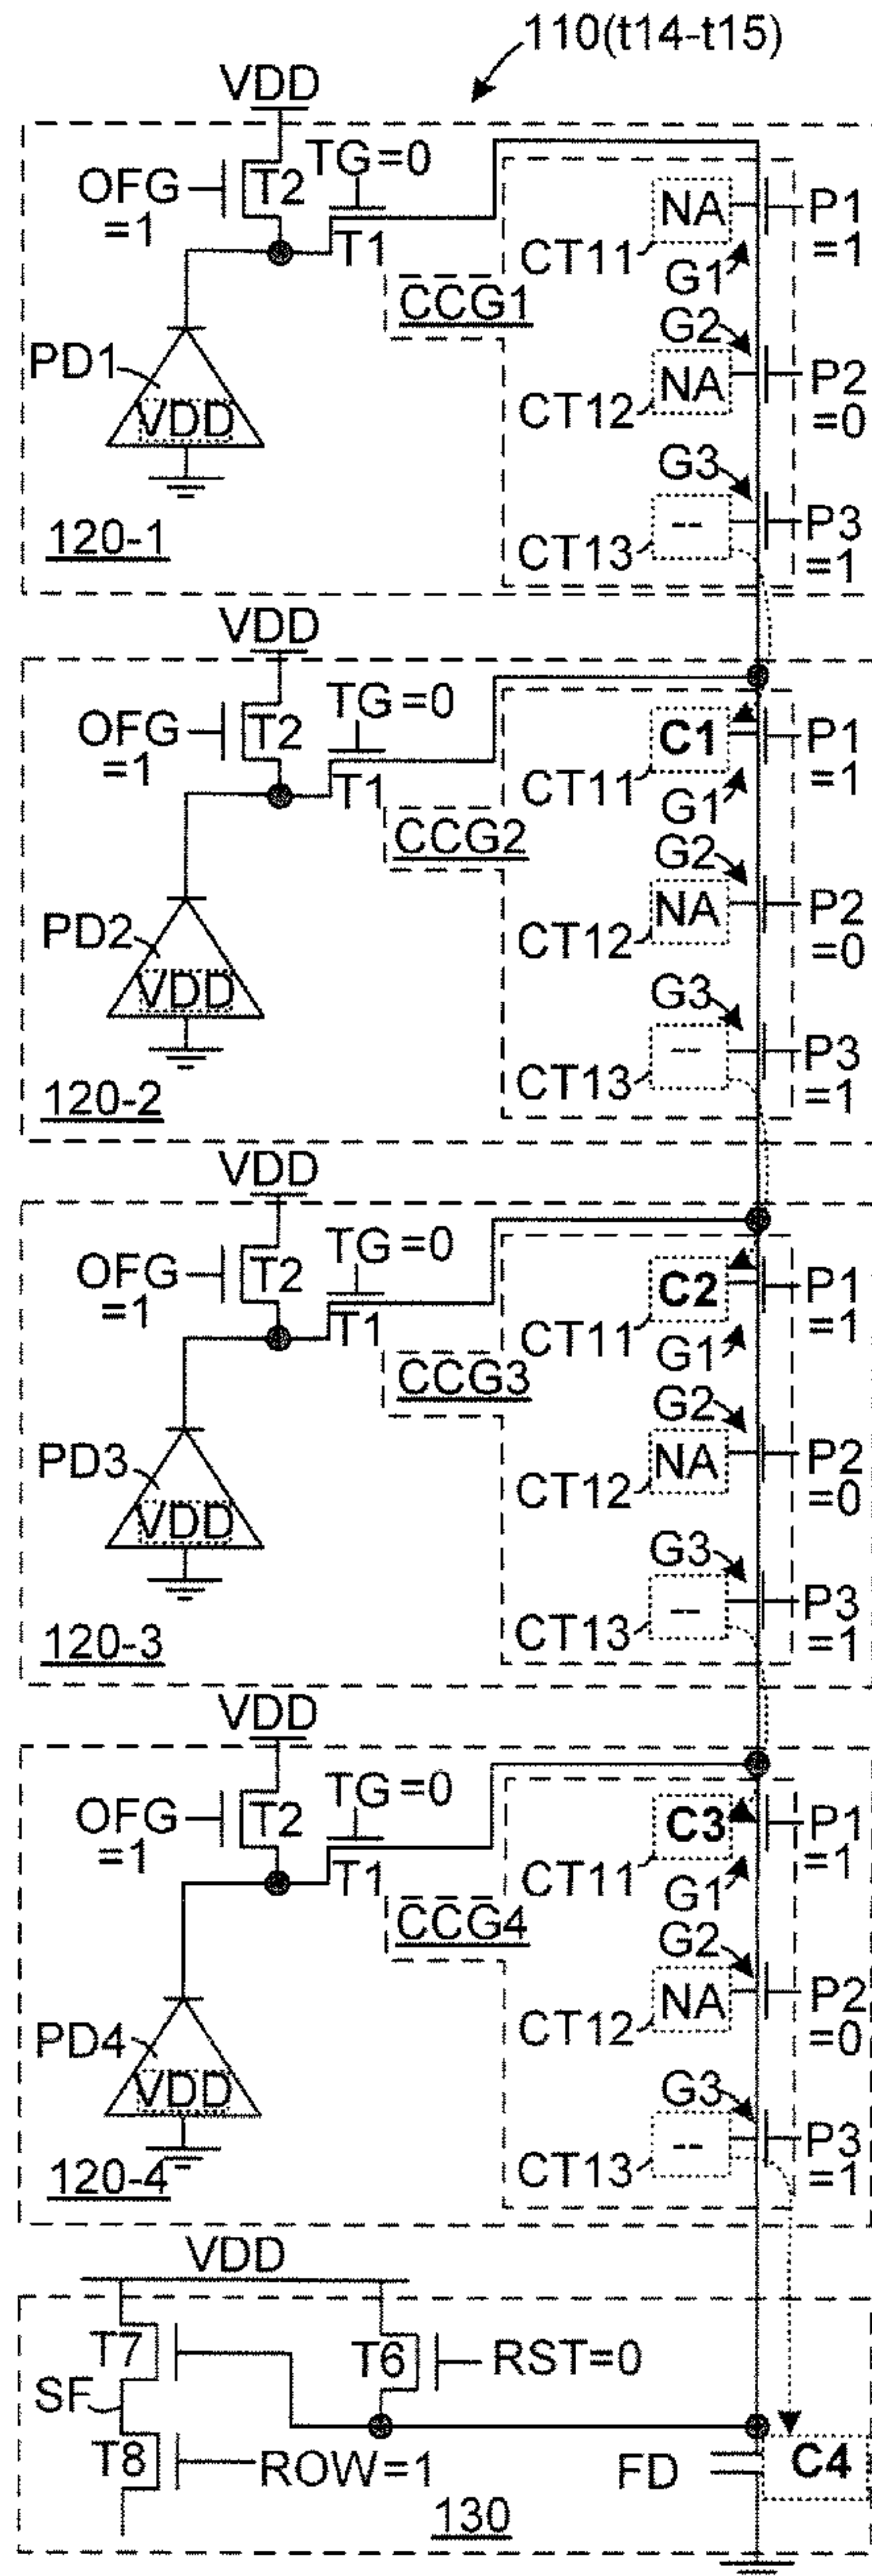 110(t14-t15)
VDD
OFG
=1
T2
TG=0
T1
CCG1
PD1
VDD
120-1
NA
CT11
G1
P1
=1
G2
NA
CT12
P2
=0
G3
--
CT13
P3
=1
VDD
OFG
=1
T2
TG=0
T1
CCG2
PD2
VDD
120-2
C1
CT11
G1
P1
=1
G2
NA
CT12
P2
=0
G3
--
CT13
P3
=1
VDD
OFG
=1
T2
TG=0
T1
CCG3
PD3
VDD
120-3
C2
CT11
G1
P1
=1
G2
NA
CT12
P2
=0
G3
--
CT13
P3
=1
VDD
OFG
=1
T2
TG=0
T1
CCG4
PD4
VDD
120-4
C3
CT11
G1
P1
=1
G2
NA
CT12
P2
=0
G3
--
CT13
P3
=1
VDD
T7
T6
RST=0
SF
T8
ROW=1
FD
C4
130